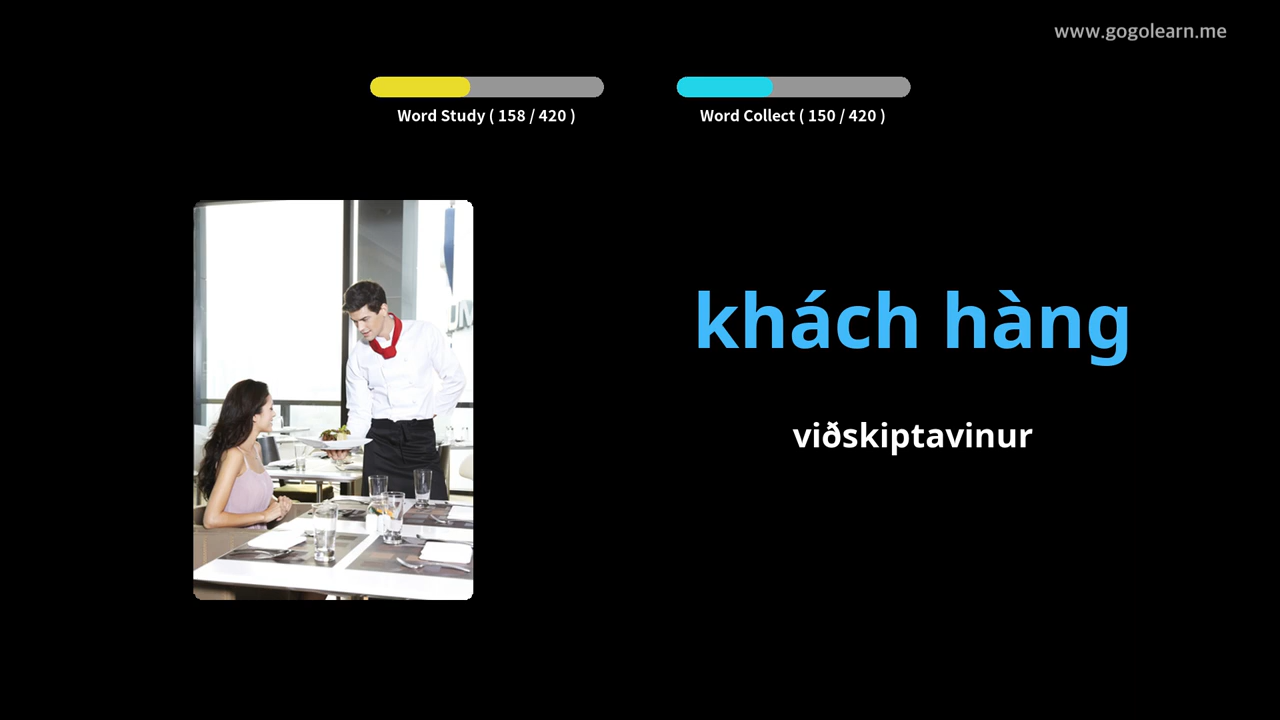 www.gogolearn.me
Word Study ( 158 / 420 )
Word Collect ( 150 / 420 )
khách hàng
viðskiptavinur